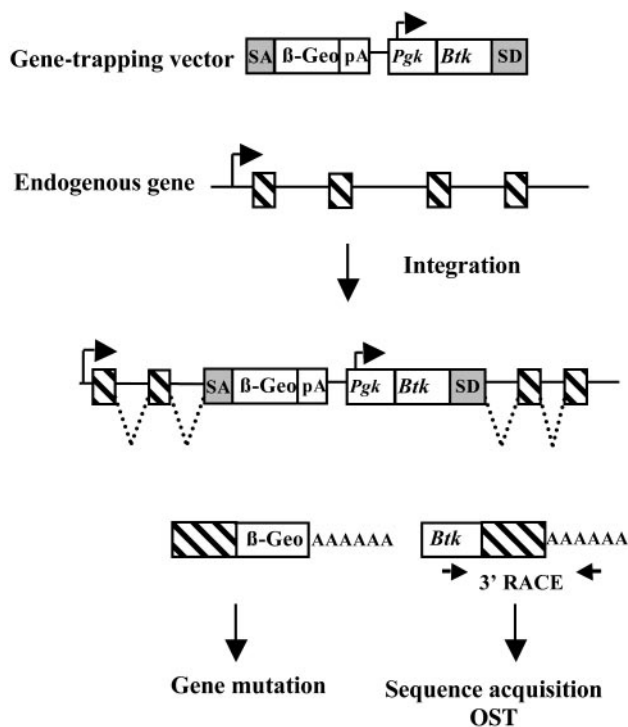 Gene-trapping vector SA ß-Geo pA Pgk Btk SD
Endogenous gene
Integration
SA ß-Geo pA Pgk Btk SD
ß-Geo AAAAAA Btk AAAAAA
3’ RACE
Gene mutation Sequence acquisition
OST